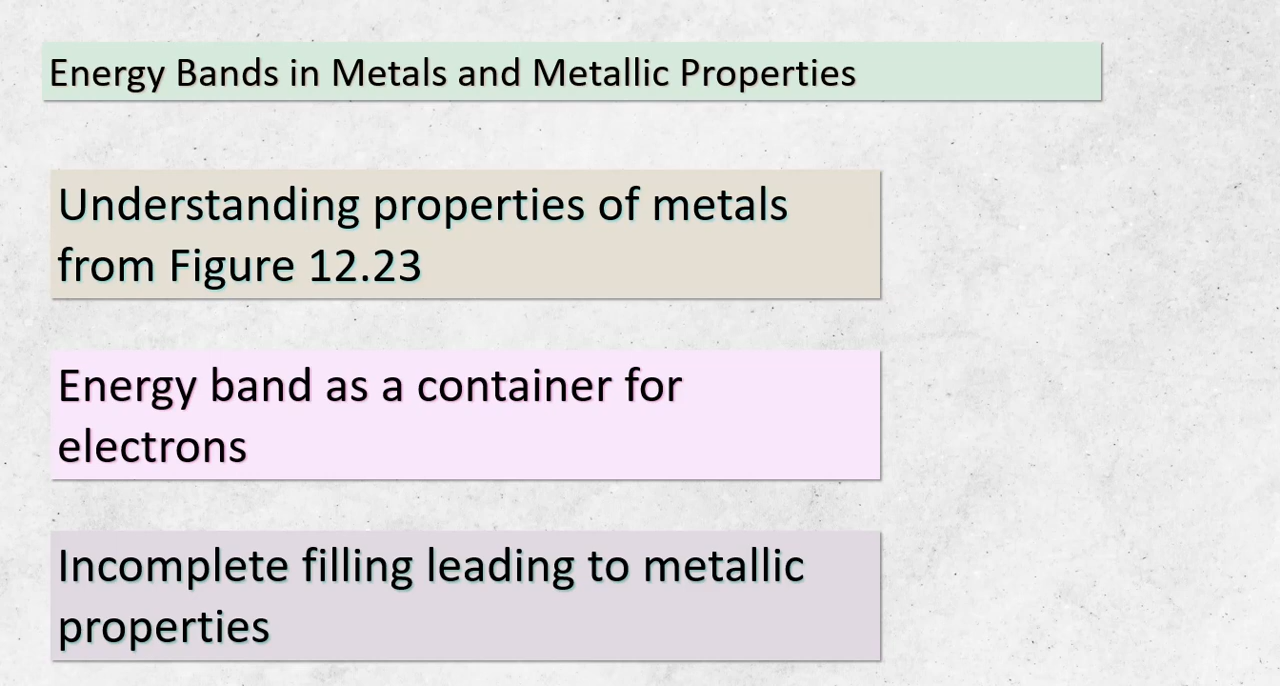 Energy Bands in Metals and Metallic Properties
Understanding properties of metals
from Figure 12.23
Energy band as a container for
electrons
Incomplete filling leading to metallic
properties